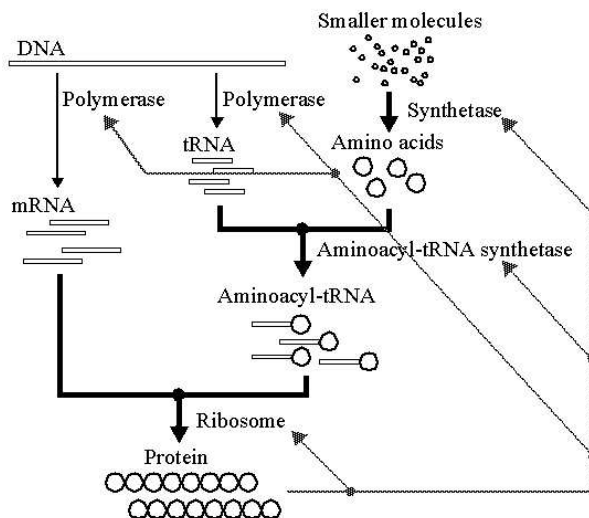 Smaller molecules
DNA
Polymerase
Polymerase
Synthetase
tRNA
Amino acids
mRNA
Aminoacyl-tRNA synthetase
Aminoacyl-tRNA
Ribosome
Protein